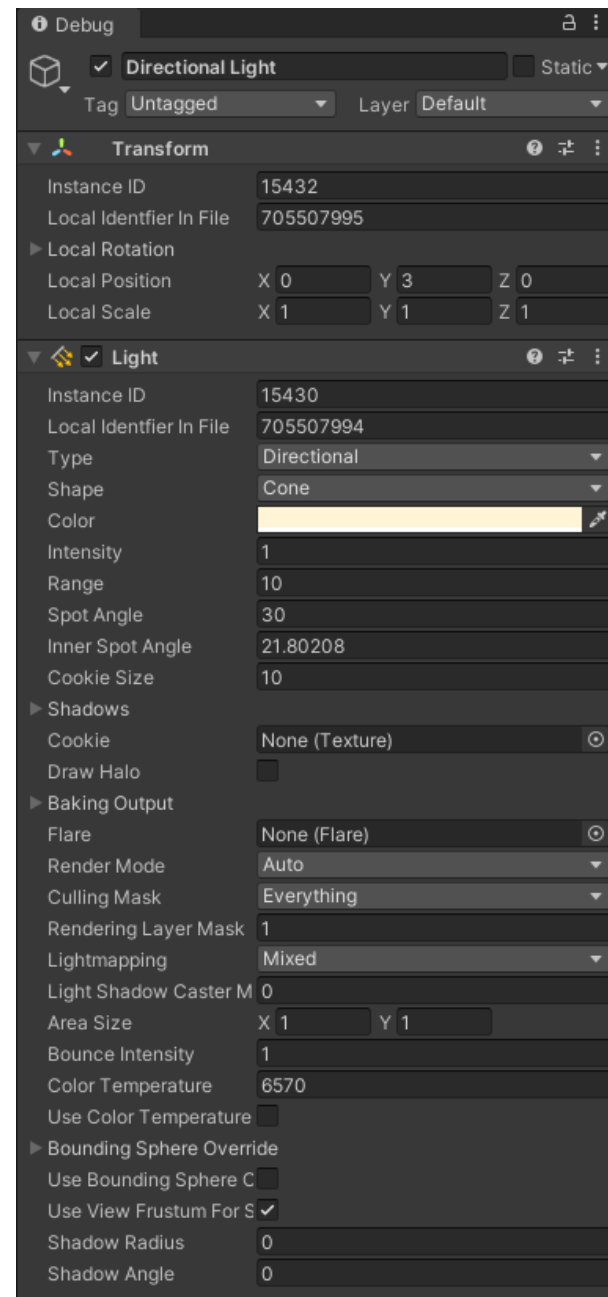 Debug
Directional Light Static
Tag Untagged Layer Default
Transform
Instance ID 15432
Local Identfier In File 705507995
Local Rotation
Local Position X 0 Y 3 Z 0
Local Scale X 1 Y 1 Z 1
Light
Instance ID 15430
Local Identfier In File 705507994
Type Directional
Shape Cone
Color
Intensity 1
Range 10
Spot Angle 30
Inner Spot Angle 21.80208
Cookie Size 10
Shadows
Cookie None (Texture)
Draw Halo
Baking Output
Flare None (Flare)
Render Mode Auto
Culling Mask Everything
Rendering Layer Mask 1
Lightmapping Mixed
Light Shadow Caster M 0
Area Size X 1 Y 1
Bounce Intensity 1
Color Temperature 6570
Use Color Temperature
Bounding Sphere Override
Use Bounding Sphere O
Use View Frustum For S
Shadow Radius 0
Shadow Angle 0